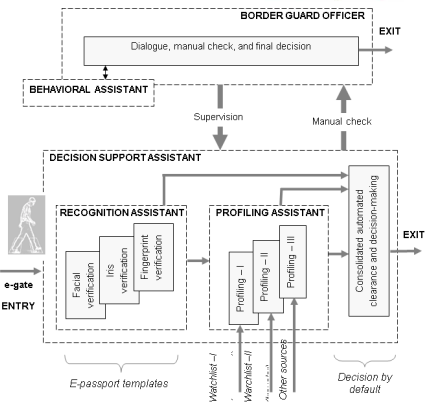 BORDER GUARD OFFICER
EXIT
Dialogue, manual check, and final decision
BEHAVIORAL ASSISTANT
Supervision
Manual check
DECISION SUPPORT ASSISTANT
RECOGNITION ASSISTANT
PROFILING ASSISTANT
Facial
verification
Iris
verification
Fingerprint
verification
Profiling – I
Profiling – II
Profiling – III
Consolidated automated
clearance and decision-making
EXIT
e-gate
ENTRY
Watchlist –I
Warchlist –II
Other sources
E-passport templates
Decision by
default